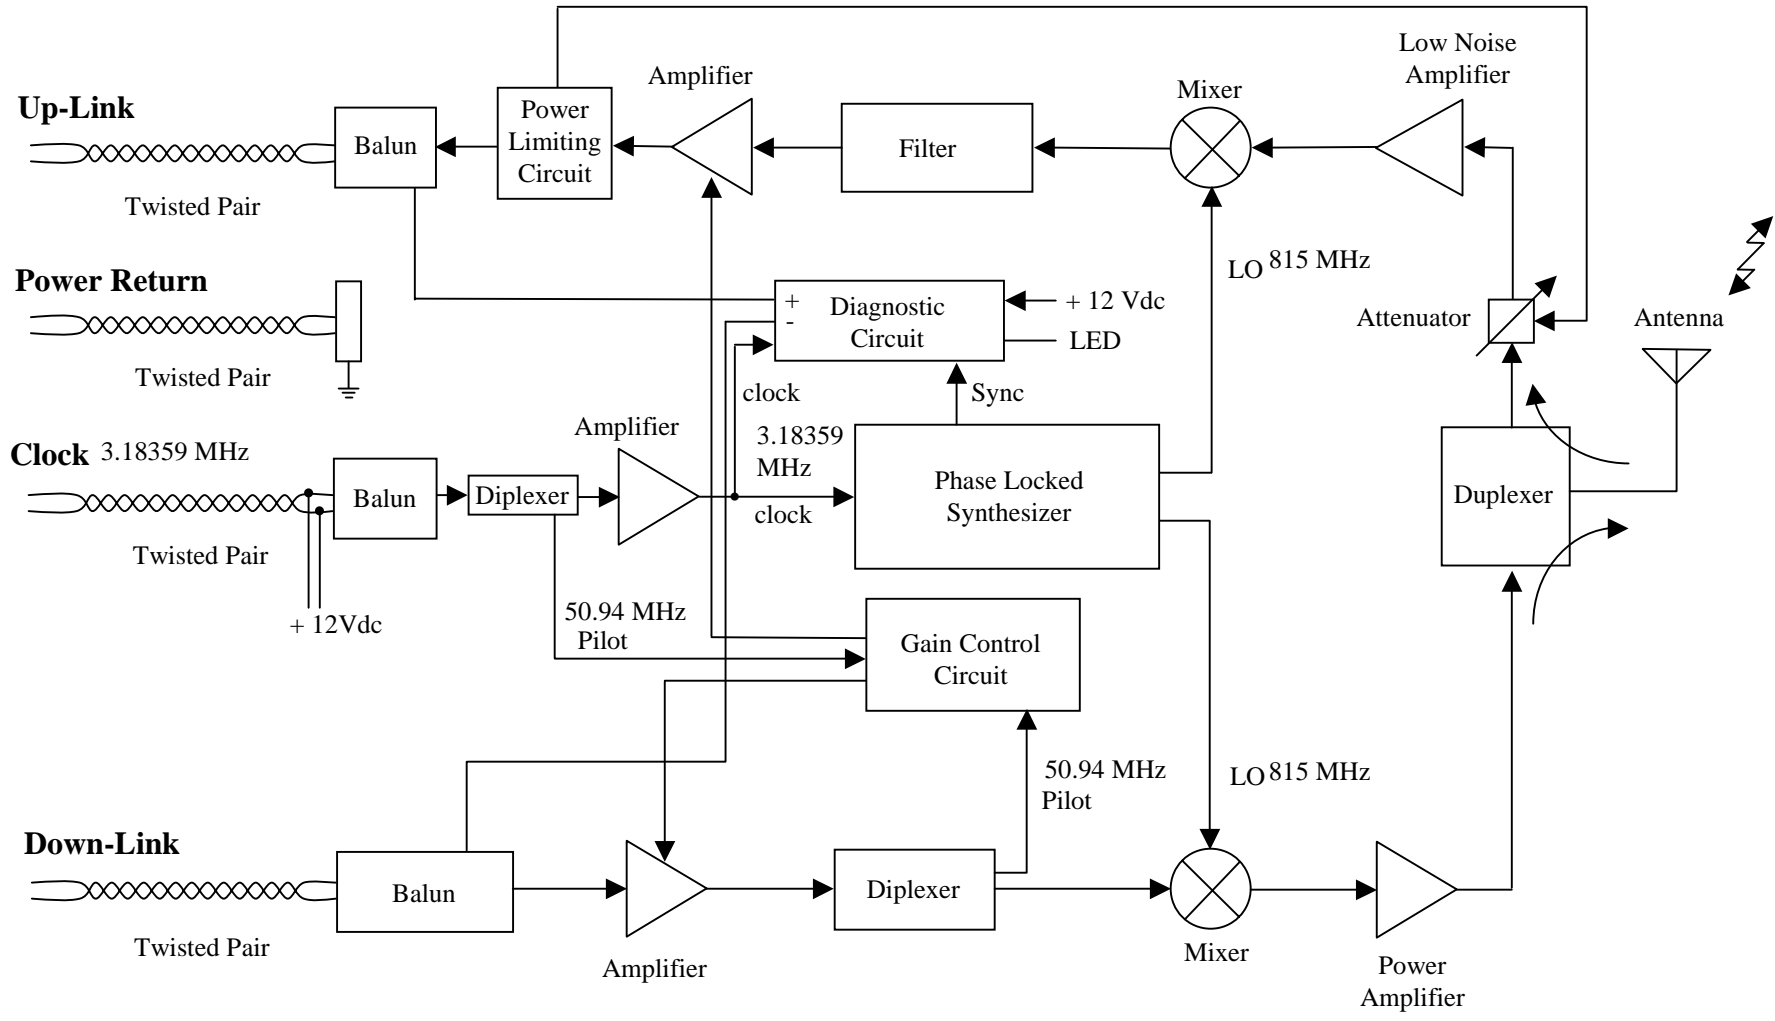 Low Noise
Amplifier
Amplifier
Mixer
Up-Link
Power
Limiting
Circuit
Balun
Filter
Twisted Pair
Power Return
LO 815 MHz
+
-
Diagnostic
Circuit
+ 12 Vdc
LED
Attenuator
Antenna
Twisted Pair
clock
Sync
Amplifier
Clock 3.18359 MHz
3.18359
MHz
Balun
Diplexer
Phase Locked
Synthesizer
Duplexer
clock
Twisted Pair
+ 12Vdc
50.94 MHz
Pilot
Gain Control
Circuit
50.94 MHz
Pilot
LO 815 MHz
Down-Link
Balun
Diplexer
Twisted Pair
Amplifier
Mixer
Power
Amplifier